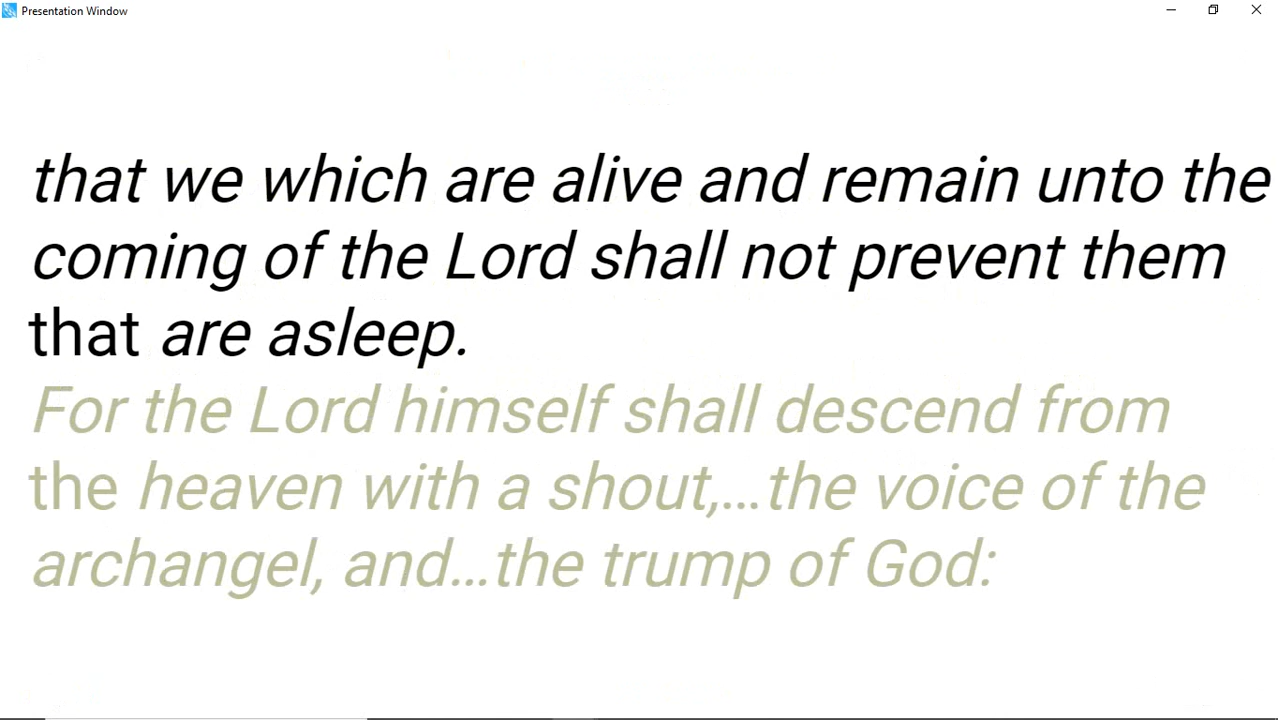 Presentation Window
that we which are alive and remain unto the
coming of the Lord shall not prevent them
that are asleep.
For the Lord himself shall descend from
the heaven with a shout,...the voice of the
archangel, and...the trump of God: